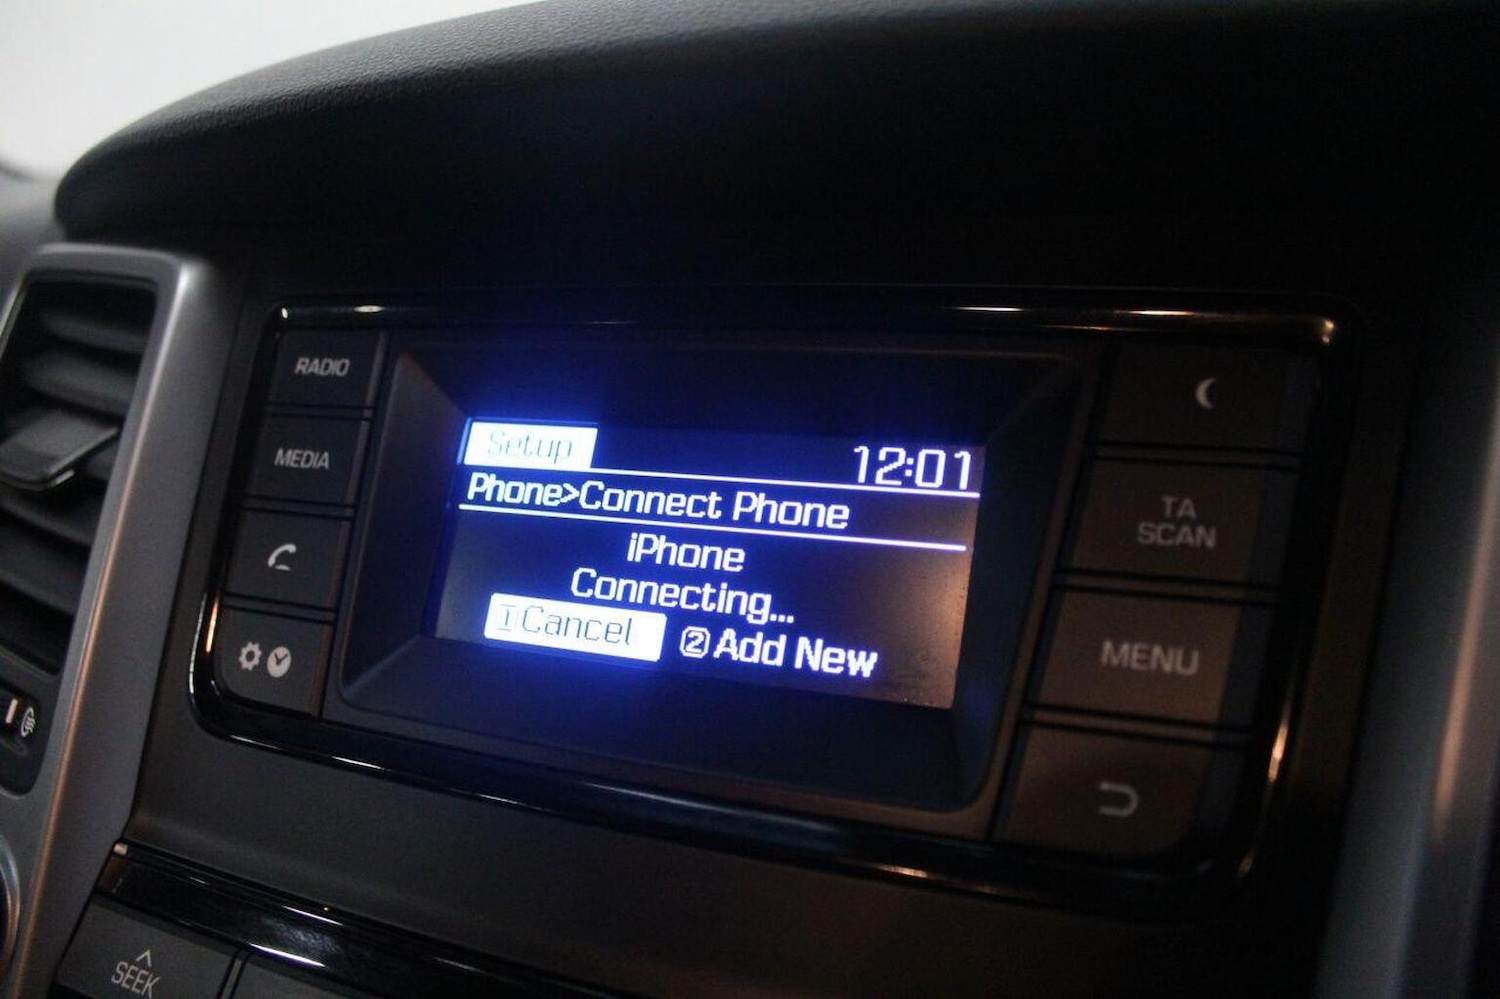 RADIO
MEDIA
Setup
12:01
Phone>Connect Phone
iPhone
Connecting...
1 Cancel
2 Add New
TA
SCAN
MENU
SEEK